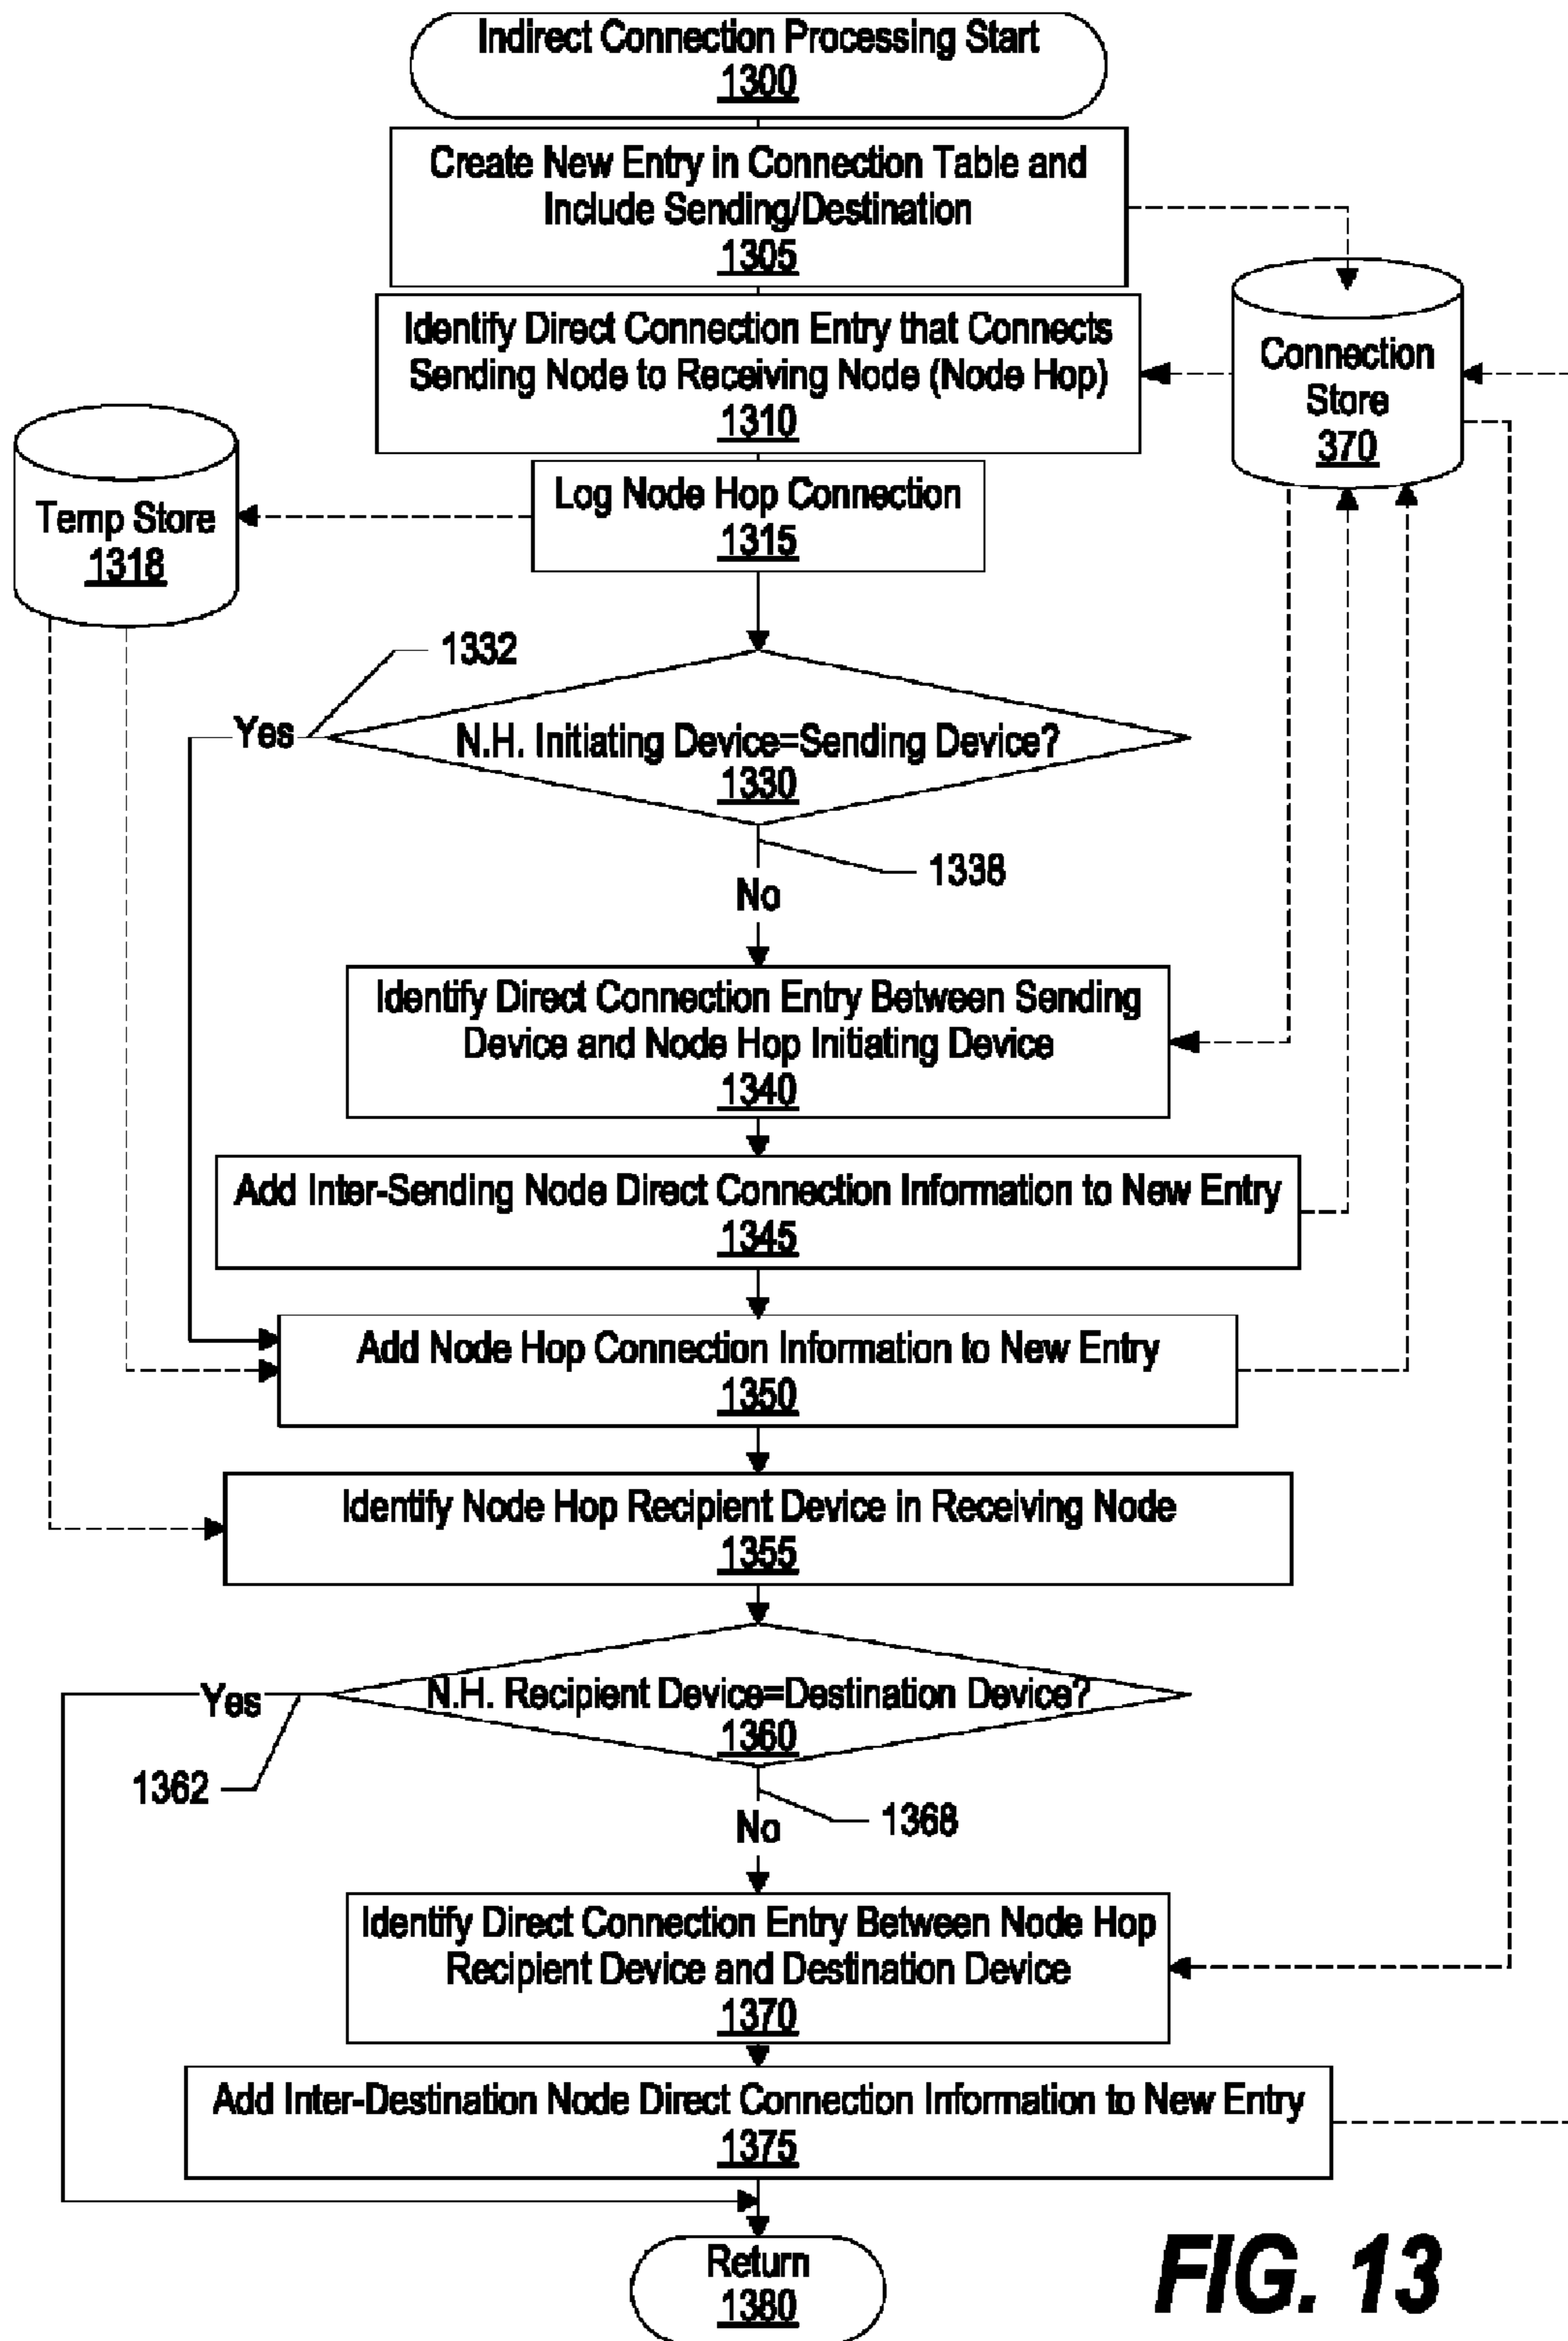 Indirect Connection Processing Start
1300
Create New Entry in Connection Table and
Include Sending/Destination
1305
Identify Direct Connection Entry that Connects
Sending Node to Receiving Node (Node Hop)
1310
Connection
Store
370
Log Node Hop Connection
1315
Temp Store
1318
1332
Yes
N.H. Initiating Device=Sending Device?
1330
1338
No
Identify Direct Connection Entry Between Sending
Device and Node Hop Initiating Device
1340
Add Inter-Sending Node Direct Connection Information to New Entry
1345
Add Node Hop Connection Information to New Entry
1350
Identify Node Hop Recipient Device in Receiving Node
1355
Yes
N.H. Recipient Device=Destination Device?
1360
1362
1368
No
Identify Direct Connection Entry Between Node Hop
Recipient Device and Destination Device
1370
Add Inter-Destination Node Direct Connection Information to New Entry
1375
Return
1380
FIG. 13